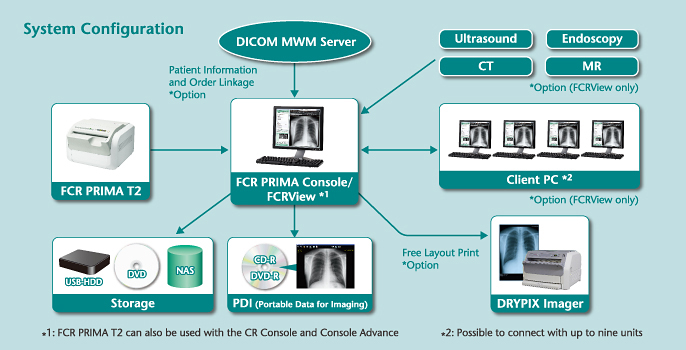 System Configuration
DICOM MWM Server
Ultrasound
Endoscopy
CT
MR
*Option (FCRView only)
Patient Information
and Order Linkage
*Option
FCR PRIMA T2
FCR PRIMA Console/
FCRView *1
Client PC *2
*Option (FCRView only)
USB-HDD
DVD
NAS
Storage
CD-R
DVD-R
PDI (Portable Data for Imaging)
Free Layout Print
*Option
DRYPIX Imager
*1: FCR PRIMA T2 can also be used with the CR Console and Console Advance
*2: Possible to connect with up to nine units